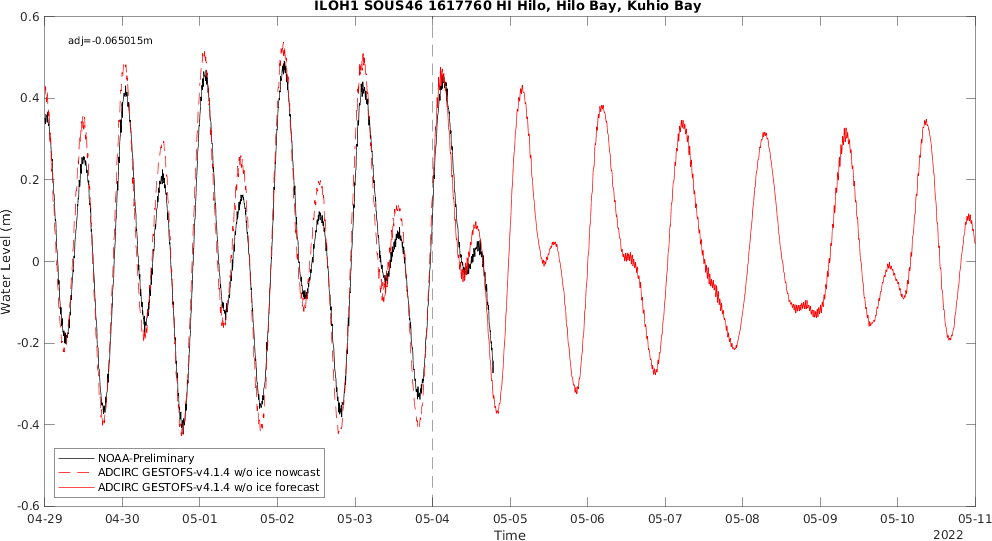 ILOH1 SOUS46 1617760 HI Hilo, Hilo Bay, Kuhio Bay
adj=-0.065015m
0.6
0.4
0.2
0
-0.2
-0.4
-0.6
Water Level (m)
NOAA-Preliminary
ADCIRC GESTOFS-v4.1.4 w/o ice nowcast
ADCIRC GESTOFS-v4.1.4 w/o ice forecast
04-29 04-30 05-01 05-02 05-03 05-04 05-05 05-06 05-07 05-08 05-09 05-10 05-11
Time
2022